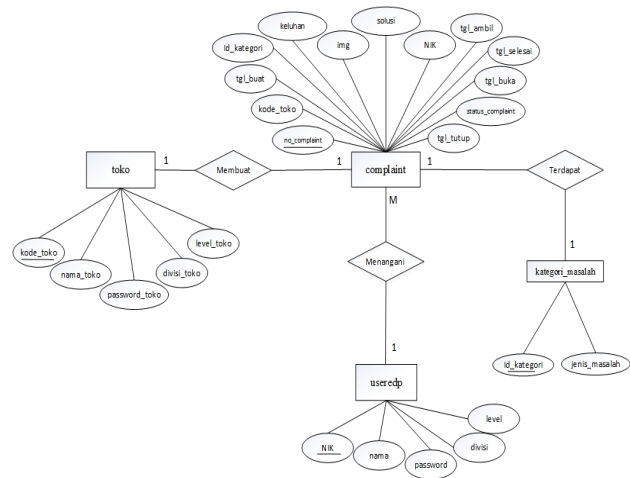 solusi
keluhan
tgl_ambil
img
NIK
Id_kategori
tgl_selesai
tgl_buat
tgl_buka
kode_toko
status_complaint
no_complaint
tgl_tutup
toko
1
Membuat
1
complaint
1
Terdapat
M
level_toko
kode_toko
divisi_toko
nama_toko
password_toko
Menangani
1
kategori_masalah
1
Id_kategori
jenis_masalah
useredp
level
NIK
nama
divisi
password